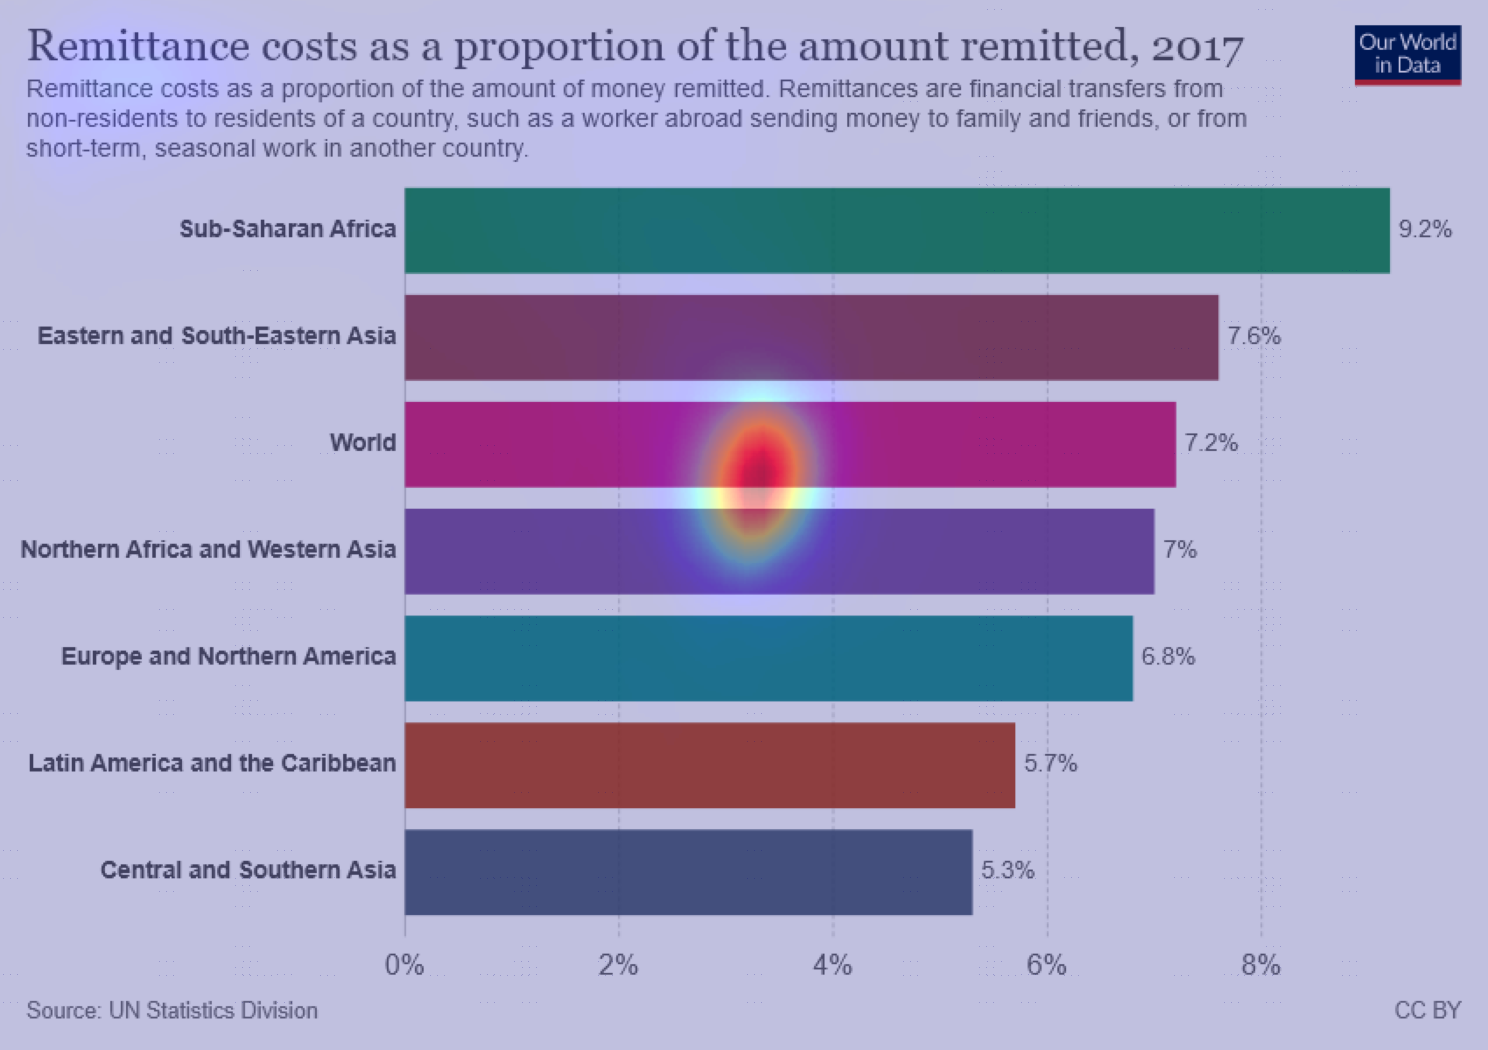 Remittance costs as a proportion of the amount remitted, 2017
Our World
in Data
Remittance costs as a proportion of the amount of money remitted. Remittances are financial transfers from
non-residents to residents of a country, such as a worker abroad sending money to family and friends, or from
short-term, seasonal work in another country.
Sub-Saharan Africa 9.2%
Eastern and South-Eastern Asia 7.6%
World 7.2%
Northern Africa and Western Asia 7%
Europe and Northern America 6.8%
Latin America and the Caribbean 5.7%
Central and Southern Asia 5.3%
0% 2% 4% 6% 8%
Source: UN Statistics Division CC BY